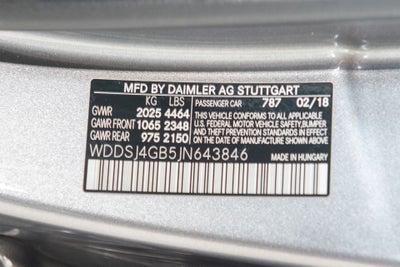 MFD BY DAIMLER AG STUTTGART
KG LBS
GVWR 2025 4464
GAWR FRONT 1065 2348
GAWR REAR 975 2150
PASSENGER CAR 787 02/18
THIS VEHICLE CONFORMS TO ALL APPLICABLE
U.S. FEDERAL MOTOR VEHICLE SAFETY, BUMPER
AND THEFT PREVENTION STANDARDS IN EFFECT
ON THE DATE OF MANUFACTURE SHOWN ABOVE.
WDDSJ4GB5JN643846
MADE IN HUNGARY